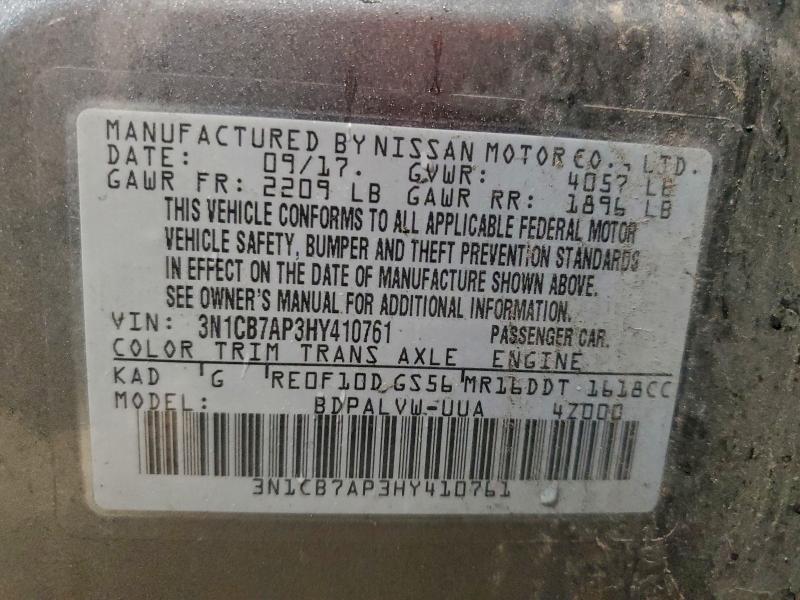 MANUFACTURED BY NISSAN MOTOR CO., LTD.
DATE: 09/17. GVWR: 4057 LB
GAWR FR: 2209 LB GAWR RR: 1896 LB
THIS VEHICLE CONFORMS TO ALL APPLICABLE FEDERAL MOTOR
VEHICLE SAFETY, BUMPER AND THEFT PREVENTION STANDARDS
IN EFFECT ON THE DATE OF MANUFACTURE SHOWN ABOVE.
SEE OWNER'S MANUAL FOR ADDITIONAL INFORMATION.
VIN: 3N1CB7AP3HY410761 PASSENGER CAR.
COLOR TRIM TRANS AXLE ENGINE
KAD G RE0F10D GS56 MR16DDT 1618CC
MODEL: BDPALVW-UUA 4Z000
3N1CB7AP3HY410761